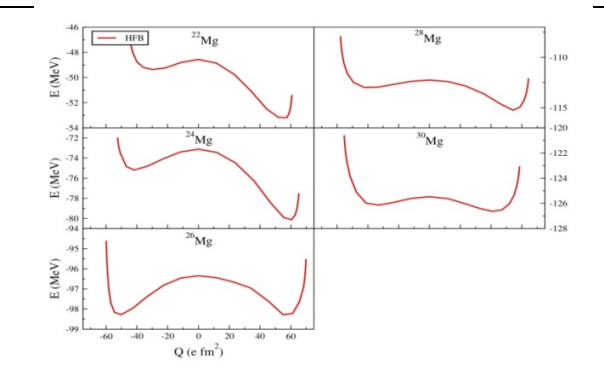 HFB
²²Mg
²⁸Mg
-46
-48
-50
-52
-54
E (MeV)
-110
-115
-120
²⁴Mg
³⁰Mg
-72
-74
-76
-78
-80
-94
E (MeV)
-122
-124
-126
-128
²⁶Mg
-95
-96
-97
-98
-99
E (MeV)
-60 -40 -20 0 20 40 60
Q (e fm²)